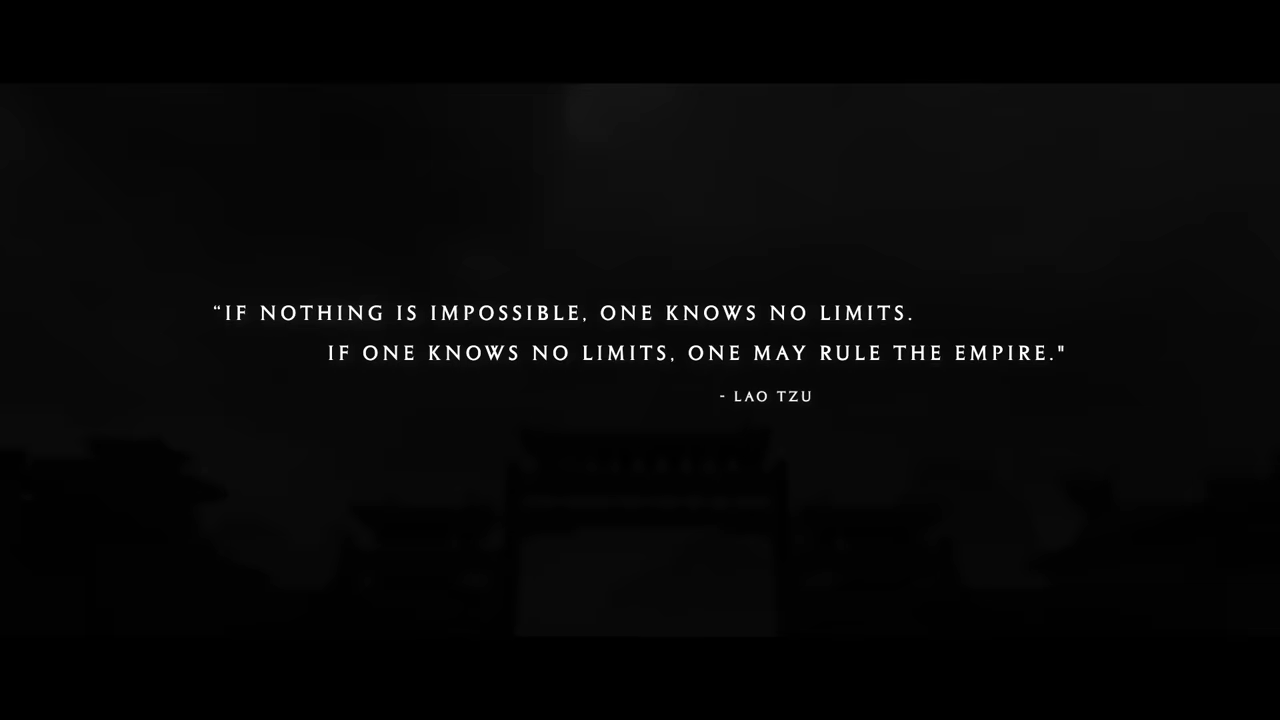 “IF NOTHING IS IMPOSSIBLE, ONE KNOWS NO LIMITS.
IF ONE KNOWS NO LIMITS, ONE MAY RULE THE EMPIRE."
- LAO TZU